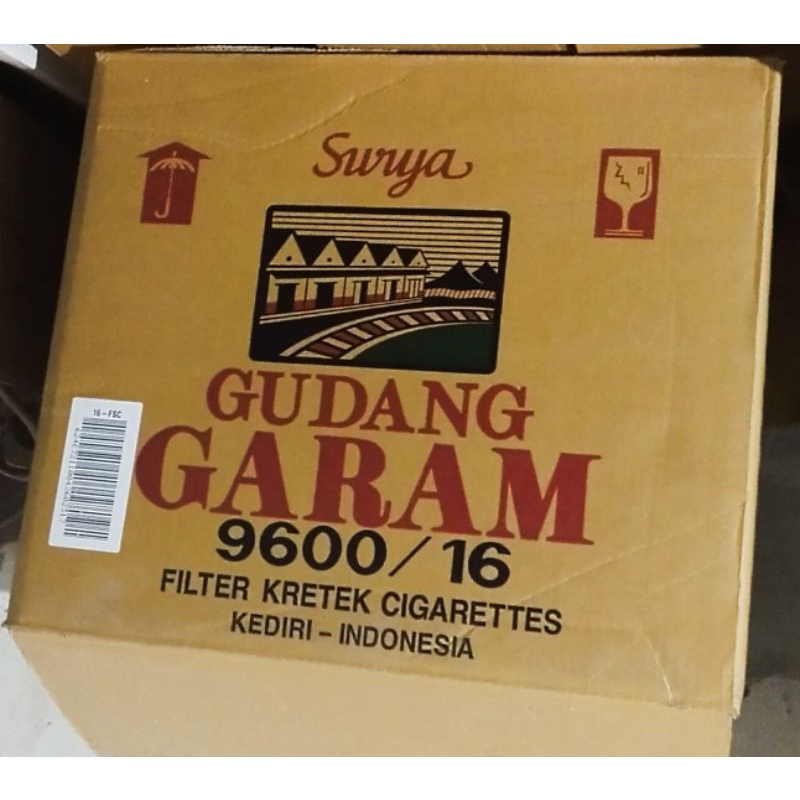 Surya
GUDANG
GARAM
9600/16
FILTER KRETEK CIGARETTES
KEDIRI - INDONESIA
16-FSC